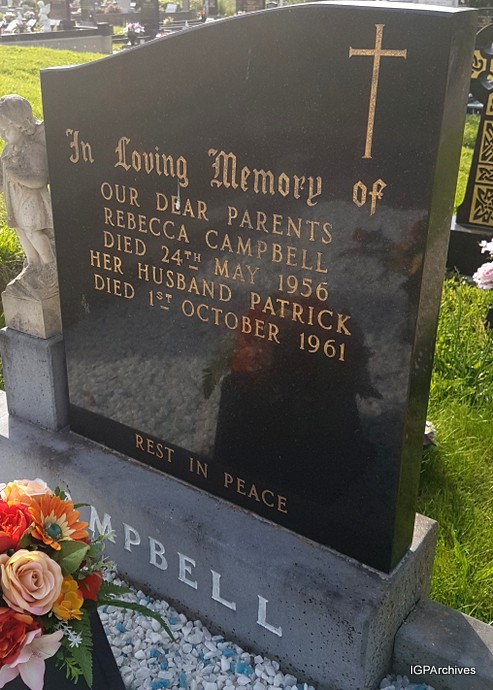 In Loving Memory of
OUR DEAR PARENTS
REBECCA CAMPBELL
DIED 24TH MAY 1956
HER HUSBAND PATRICK
DIED 1ST OCTOBER 1961
REST IN PEACE
MPBELL
IGPArchives